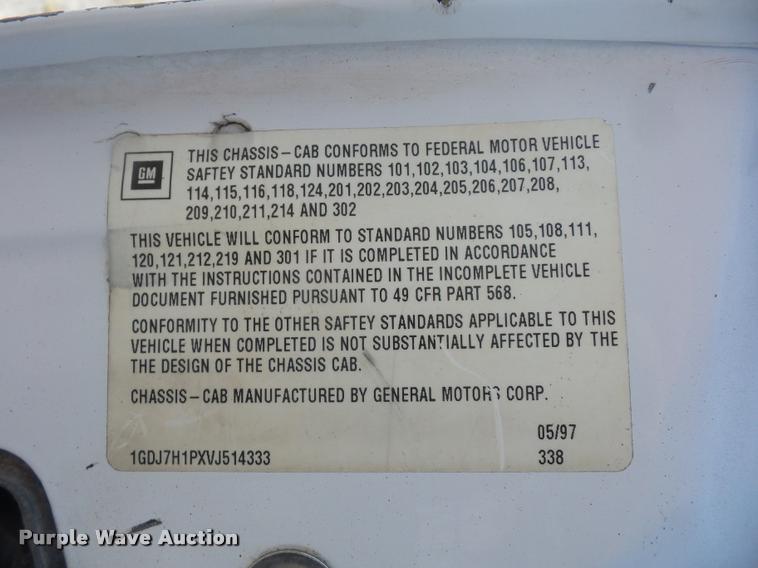 GM
THIS CHASSIS-CAB CONFORMS TO FEDERAL MOTOR VEHICLE
SAFTEY STANDARD NUMBERS 101,102,103,104,106,107,113,
114,115,116,118,124,201,202,203,204,205,206,207,208,
209,210,211,214 AND 302
THIS VEHICLE WILL CONFORM TO STANDARD NUMBERS 105,108,111,
120,121,212,219 AND 301 IF IT IS COMPLETED IN ACCORDANCE
WITH THE INSTRUCTIONS CONTAINED IN THE INCOMPLETE VEHICLE
DOCUMENT FURNISHED PURSUANT TO 49 CFR PART 568.
CONFORMITY TO THE OTHER SAFTEY STANDARDS APPLICABLE TO THIS
VEHICLE WHEN COMPLETED IS NOT SUBSTANTIALLY AFFECTED BY THE
THE DESIGN OF THE CHASSIS CAB.
CHASSIS-CAB MANUFACTURED BY GENERAL MOTORS CORP.
05/97
1GDJ7H1PXVJ514333 338
Purple Wave Auction